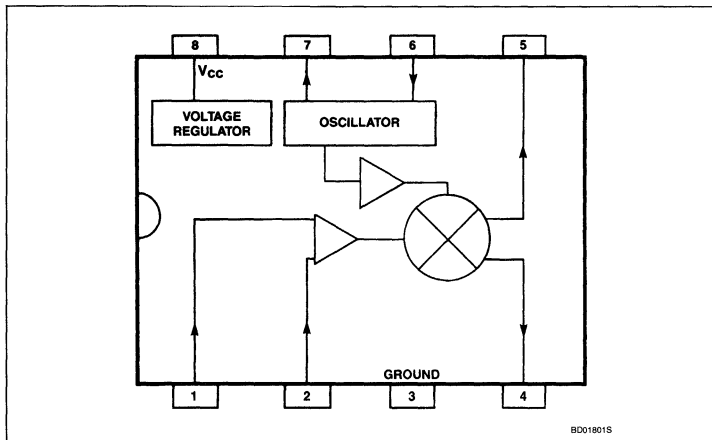 8 7 6 5
VCC
VOLTAGE
REGULATOR
OSCILLATOR
GROUND
1 2 3 4
BD01801S